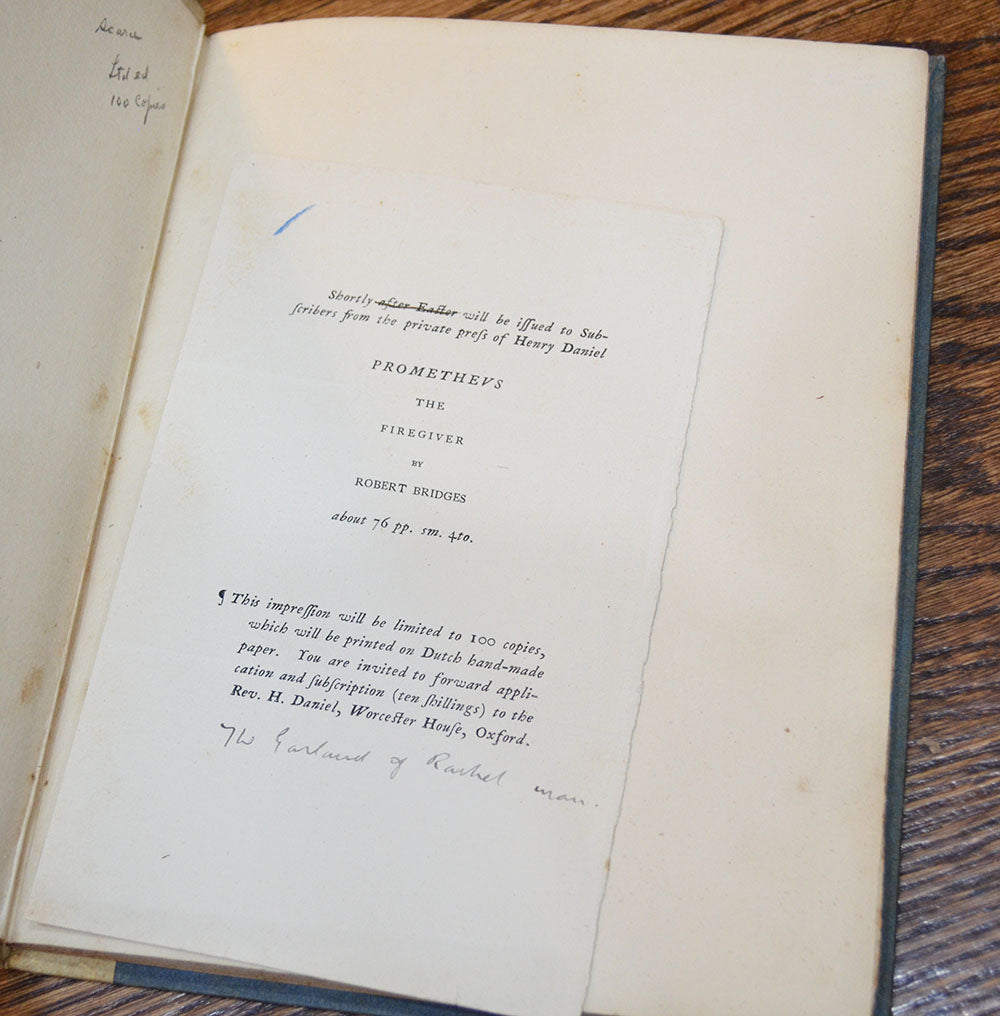 Scarce
Ltd ed
100 Copies
Shortly after Eaſter will be iſſued to Sub-
ſcribers from the private preſs of Henry Daniel
PROMETHEVS
THE
FIREGIVER
BY
ROBERT BRIDGES
about 76 pp. sm. 4to.
¶ This impreſſion will be limited to 100 copies,
which will be printed on Dutch hand-made
paper. You are invited to forward appli-
cation and ſubſcription (ten ſhillings) to the
Rev. H. Daniel, Worceſter Houſe, Oxford.
The Garland of Rachel